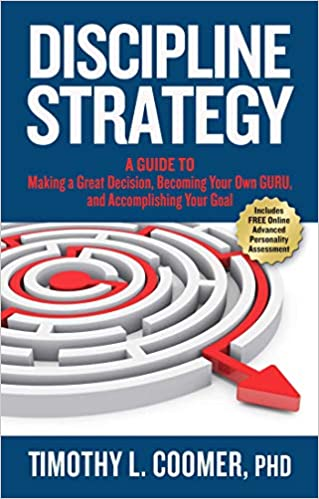 DISCIPLINE
STRATEGY
A GUIDE TO
Making a Great Decision, Becoming Your Own GURU,
and Accomplishing Your Goal
Includes
FREE Online
Advanced
Personality
Assessment
TIMOTHY L. COOMER, PHD